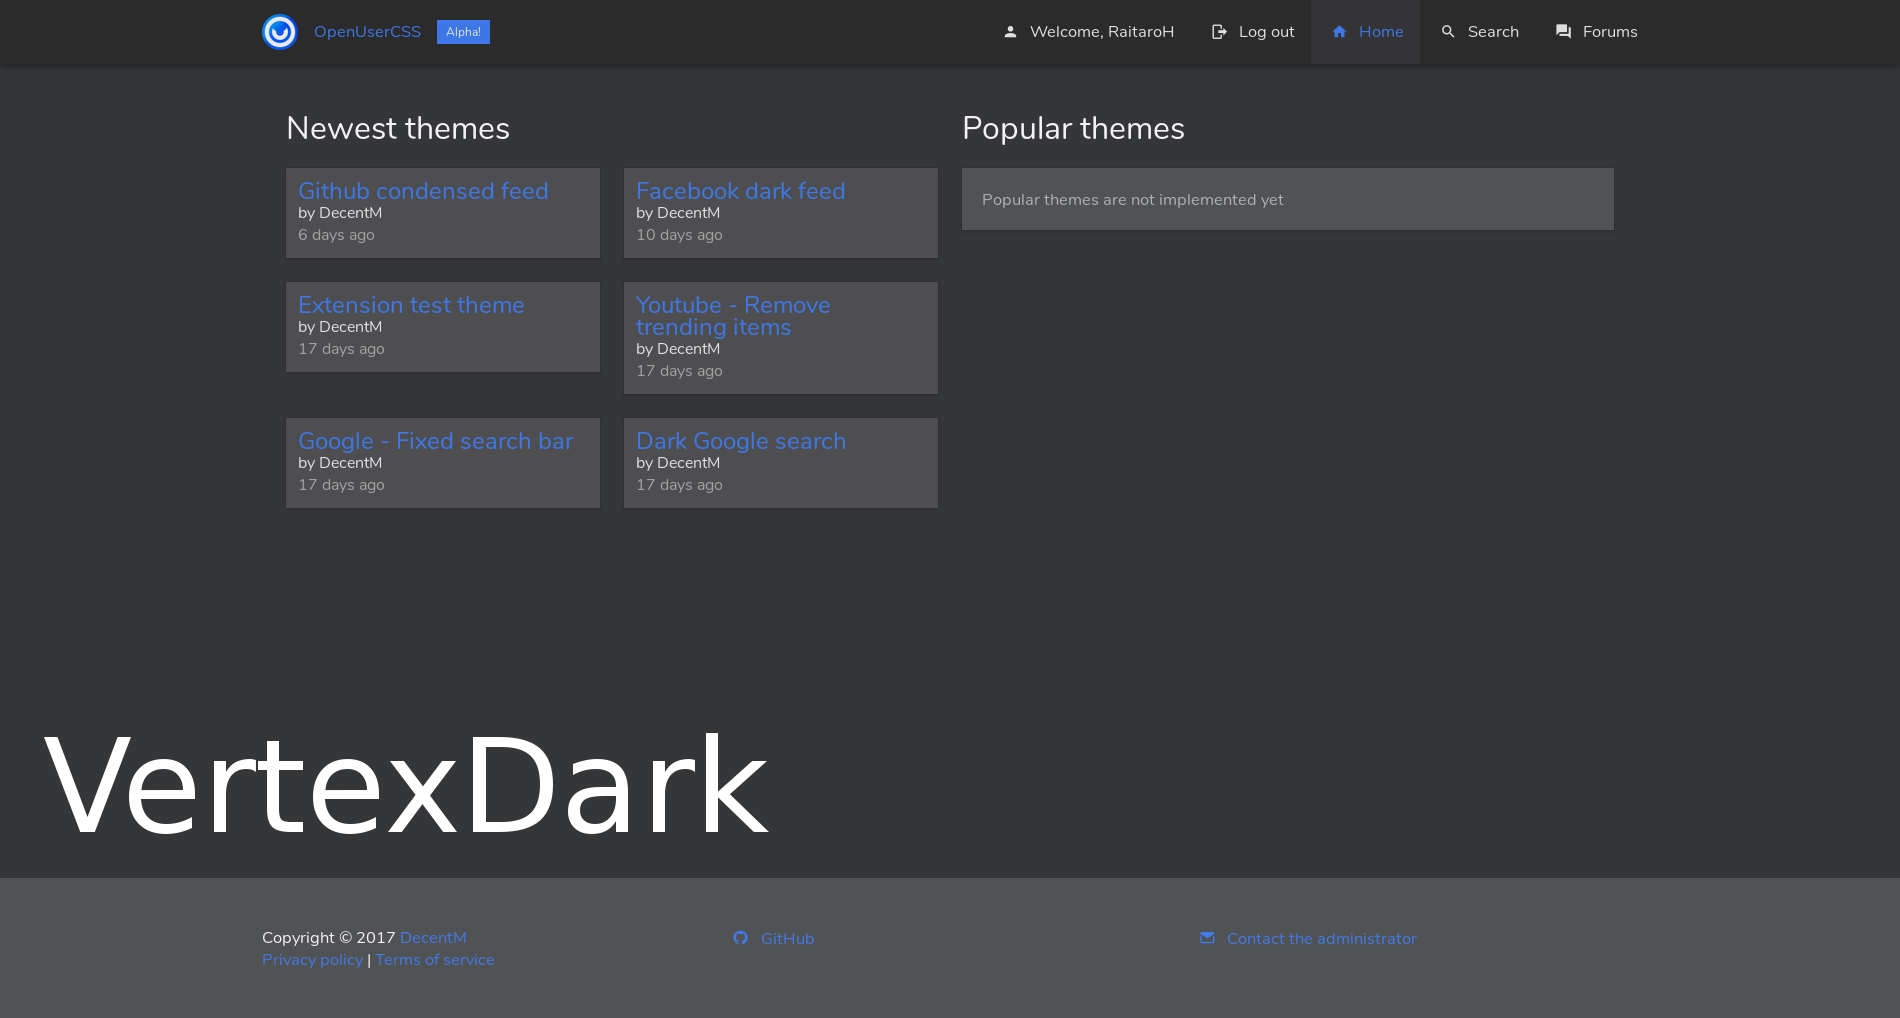 OpenUserCSS
Alpha!
Welcome, RaitaroH
Log out
Home
Search
Forums
Newest themes
Github condensed feed
by DecentM
6 days ago
Facebook dark feed
by DecentM
10 days ago
Extension test theme
by DecentM
17 days ago
Youtube - Remove
trending items
by DecentM
17 days ago
Google - Fixed search bar
by DecentM
17 days ago
Dark Google search
by DecentM
17 days ago
Popular themes
Popular themes are not implemented yet
VertexDark
Copyright © 2017 DecentM
Privacy policy | Terms of service
GitHub
Contact the administrator